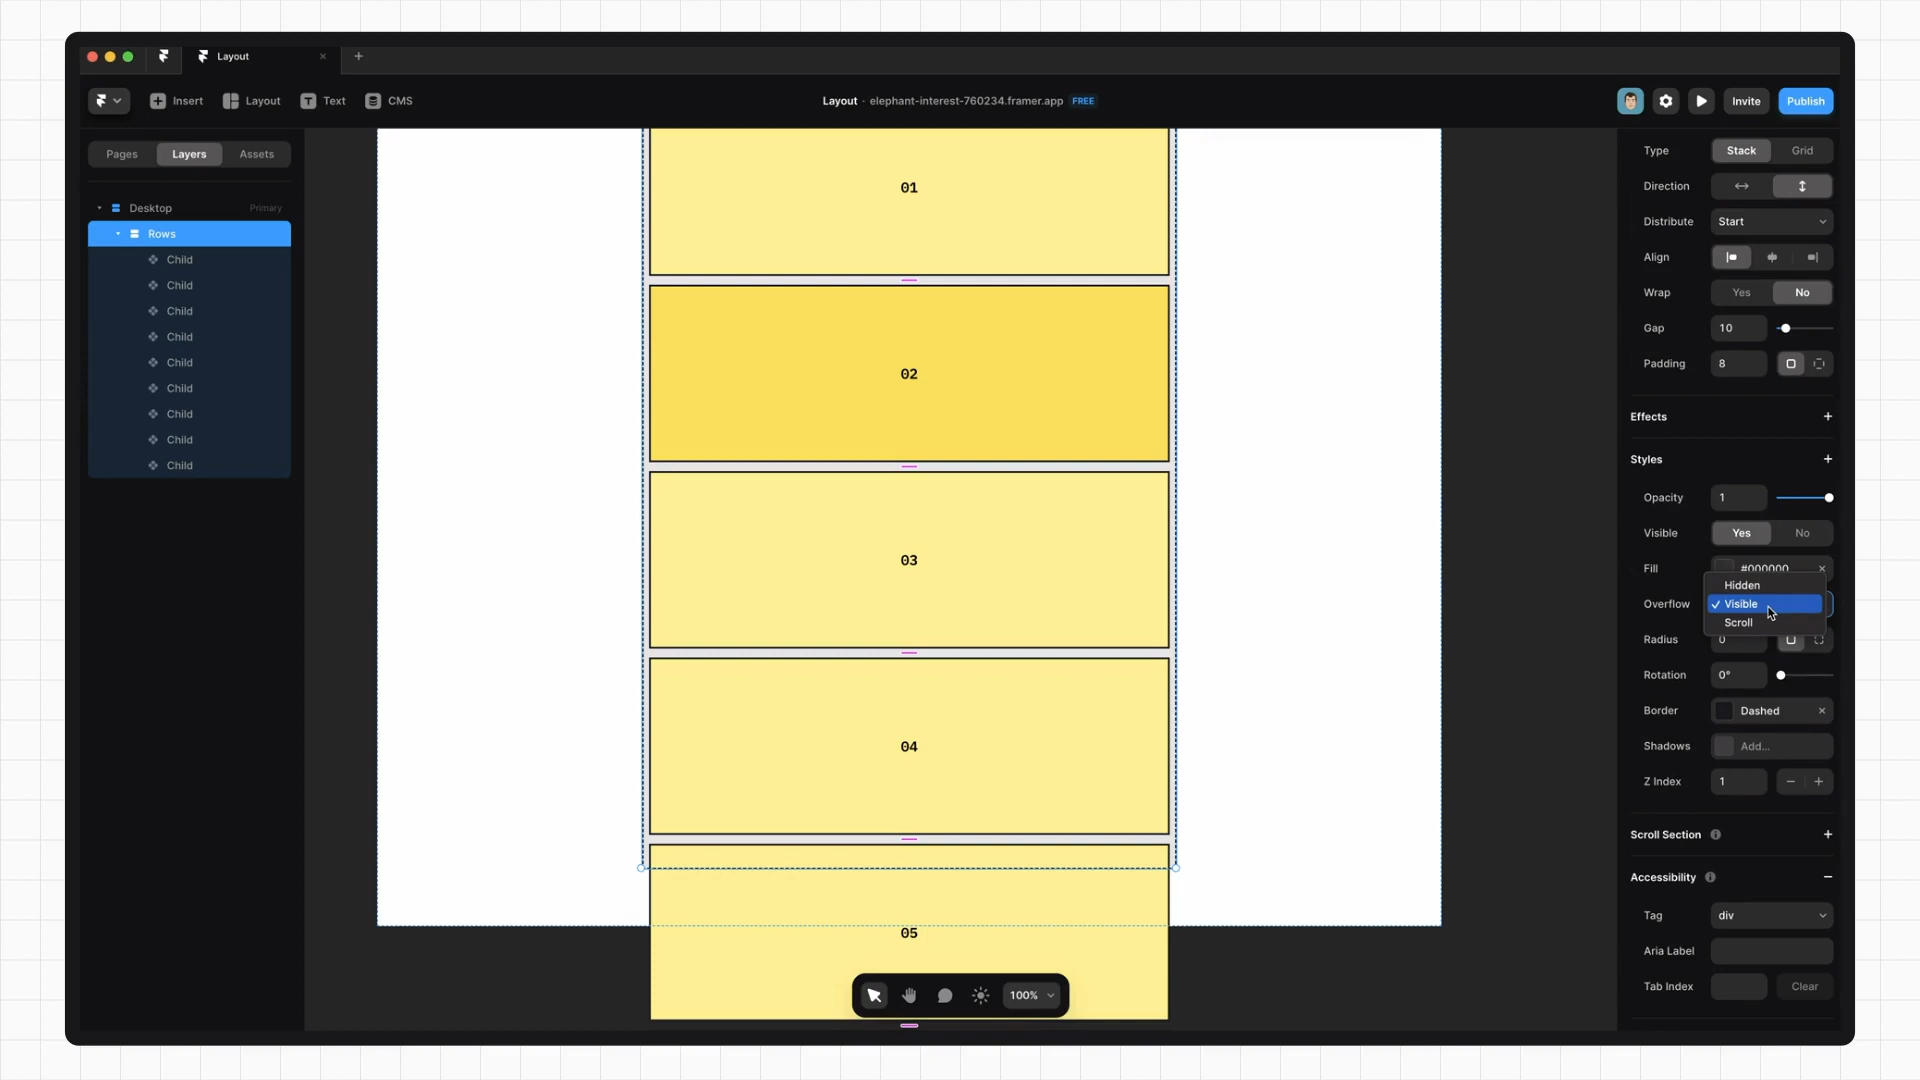 Layout
Insert
Layout
Text
CMS
Layout · elephant-interest-760234.framer.app FREE
Invite
Publish
Pages
Layers
Assets
Desktop
Primary
Rows
Child
Child
Child
Child
Child
Child
Child
Child
Child
01
02
03
04
05
100%
Type
Stack
Grid
Direction
Distribute
Start
Align
Wrap
Yes
No
Gap
10
Padding
8
Effects
Styles
Opacity
1
Visible
Yes
No
Fill
#000000
Hidden
Overflow
Visible
Scroll
Radius
0
Rotation
0°
Border
Dashed
Shadows
Add...
Z Index
1
Scroll Section
Accessibility
Tag
div
Aria Label
Tab Index
Clear